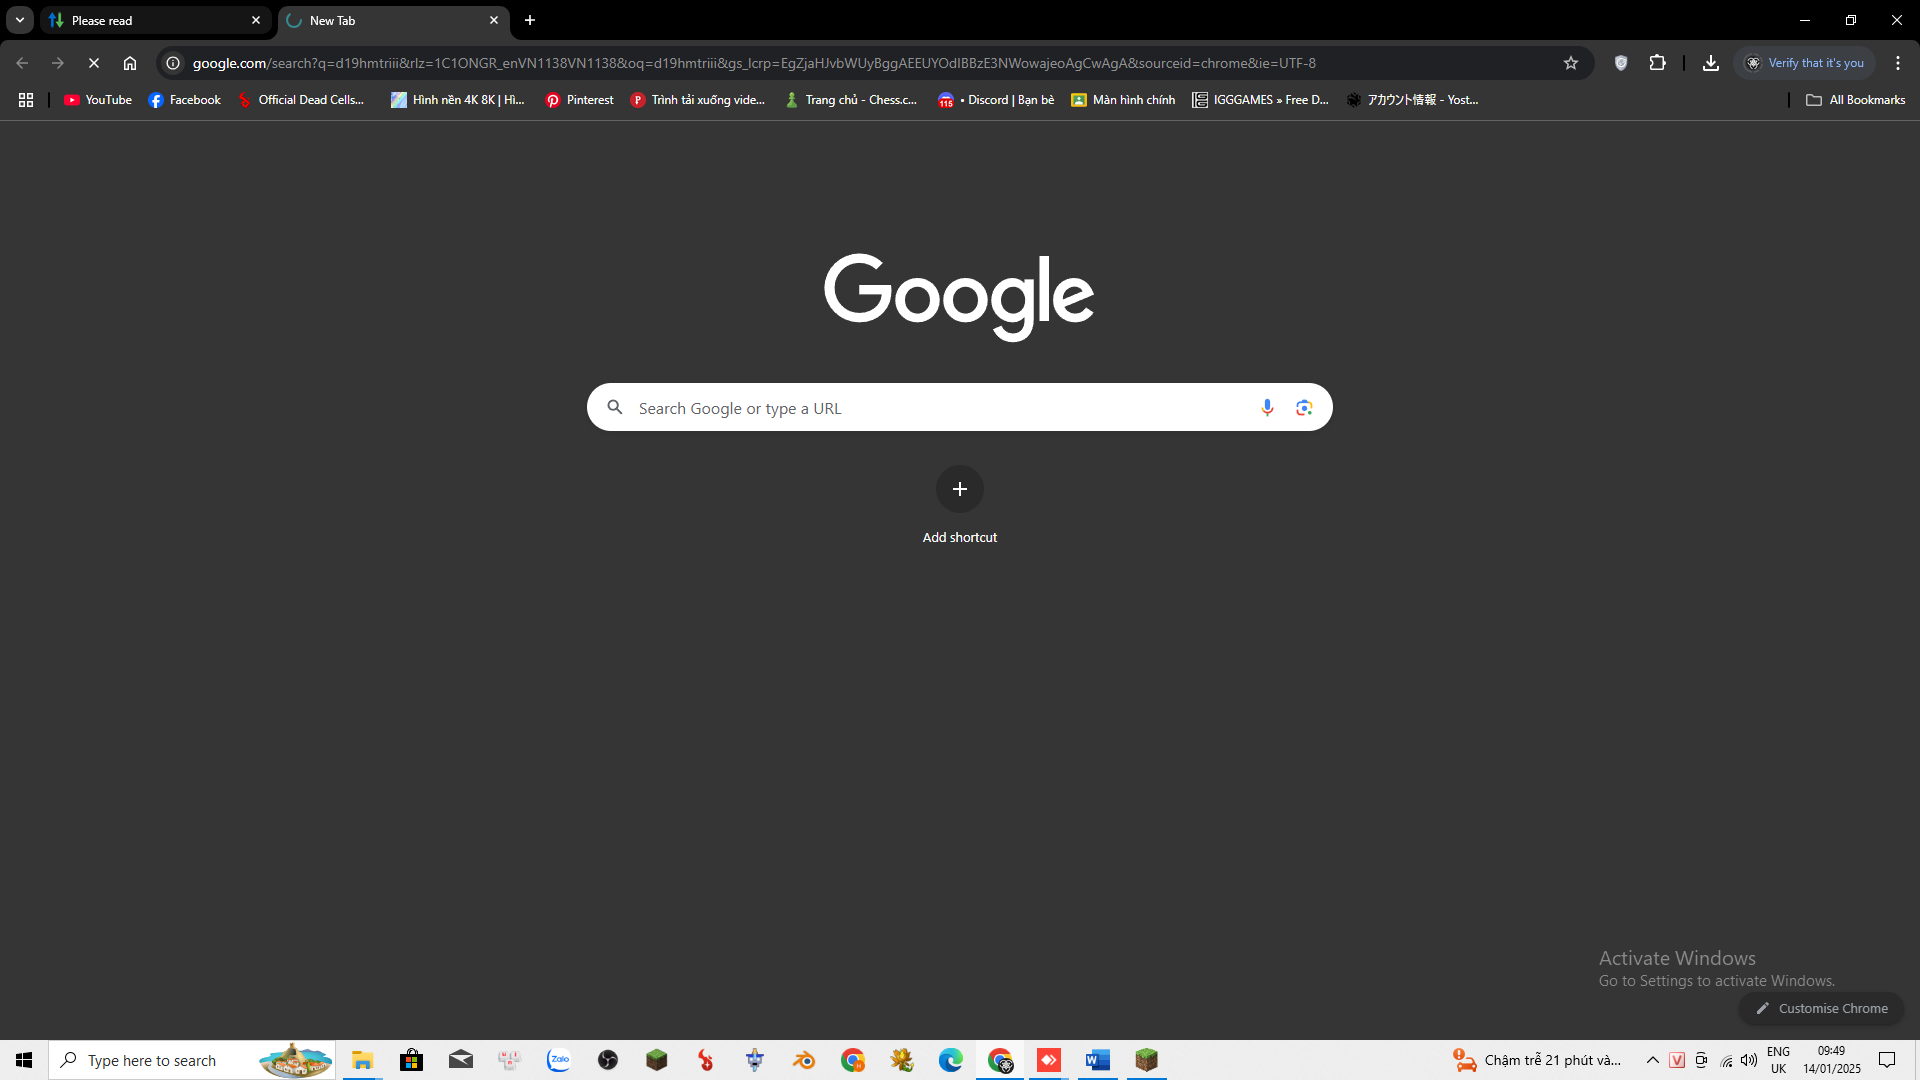 Please read
New Tab
google.com/search?q=d19hmtriii&rlz=1C1ONGR_enVN1138VN1138&oq=d19hmtriii&gs_lcrp=EgZjaHJvbWUyBggAEEUYOdIBBzE3NWowajeoAgCwAgA&sourceid=chrome&ie=UTF-8
Verify that it's you
YouTube
Facebook
Official Dead Cells...
Hình nền 4K 8K | Hì...
Pinterest
Trình tải xuống vide...
Trang chủ - Chess.c...
115
• Discord | Bạn bè
Màn hình chính
IGGGAMES » Free D...
アカウント情報 - Yost...
All Bookmarks
Google
Search Google or type a URL
Add shortcut
Activate Windows
Go to Settings to activate Windows.
Customise Chrome
Type here to search
Zalo
Chậm trễ 21 phút và...
ENG
UK
09:49
14/01/2025